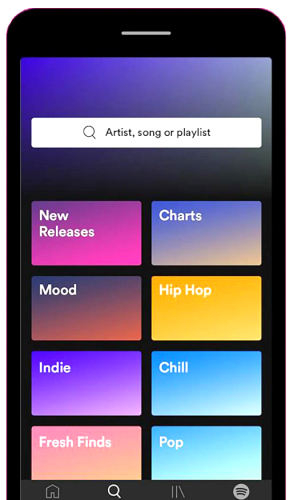 Artist, song or playlist
New
Releases
Charts
Mood
Hip Hop
Indie
Chill
Fresh Finds
Pop